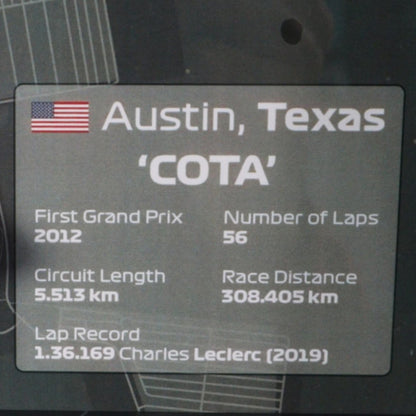 Austin, Texas
‘COTA’
First Grand Prix
2012
Number of Laps
56
Circuit Length
5.513 km
Race Distance
308.405 km
Lap Record
1.36.169 Charles Leclerc (2019)